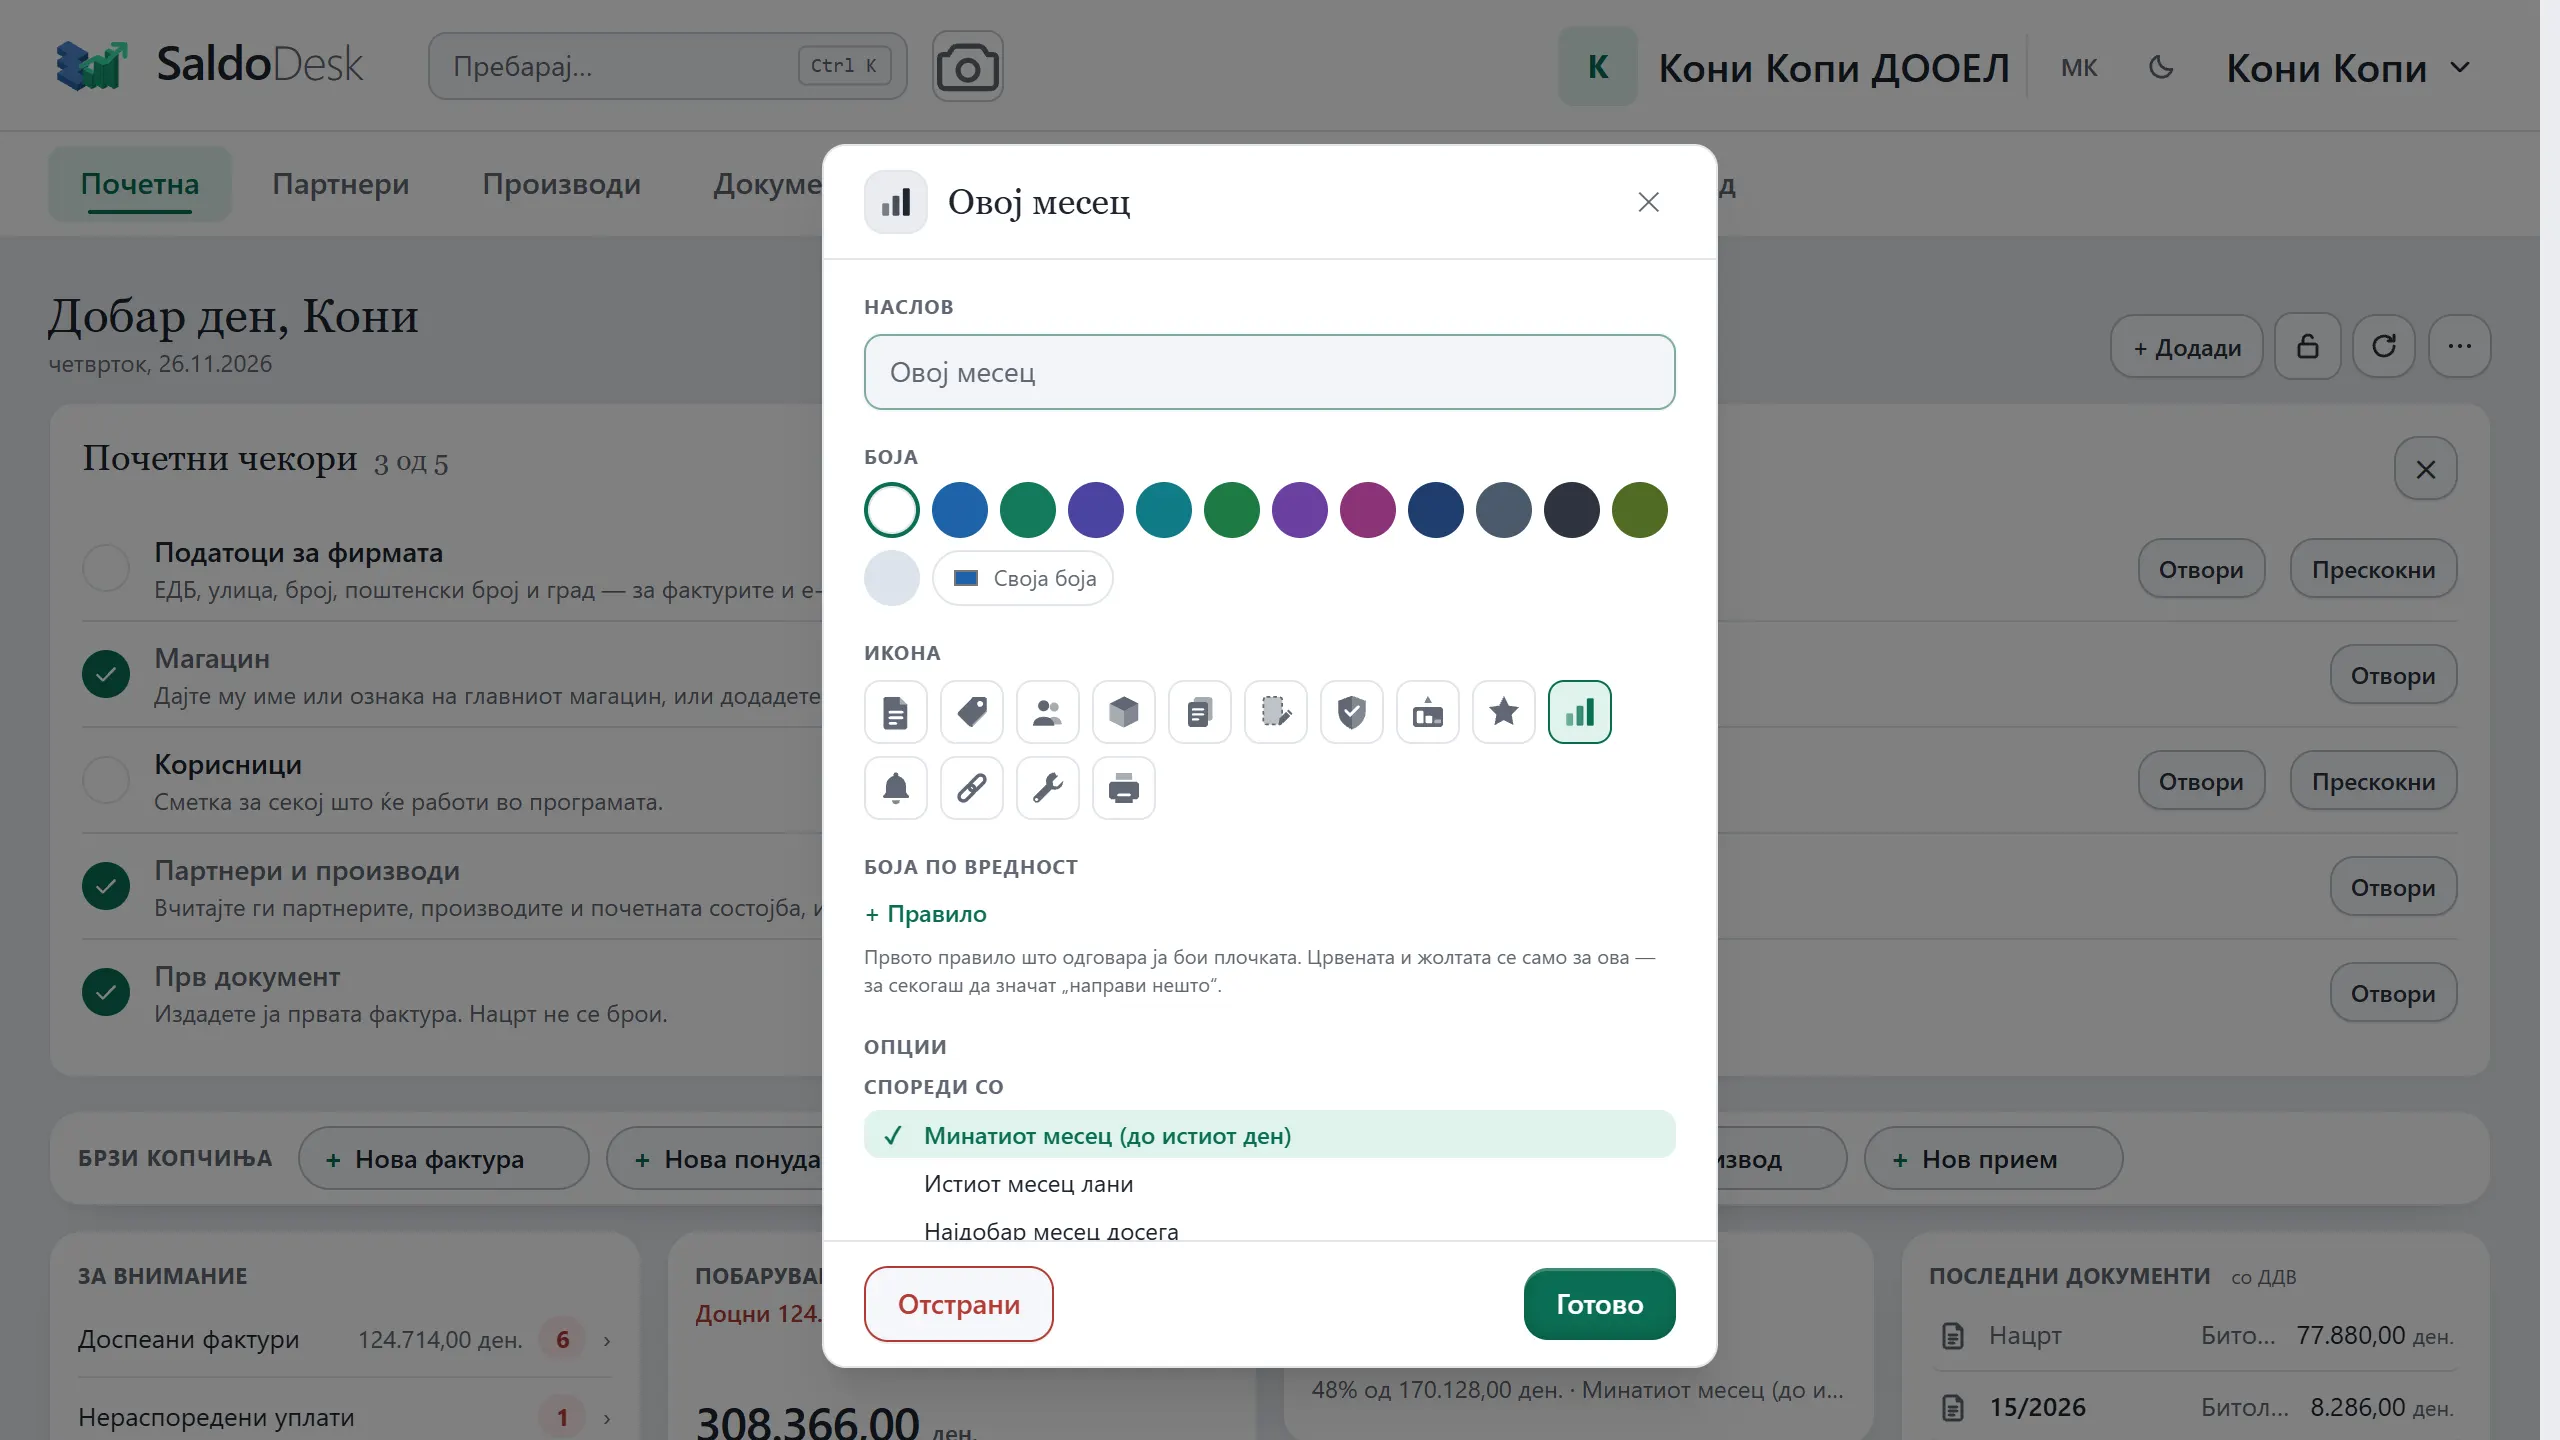 SaldoDesk
Пребарај...
Ctrl K
К
Кони Копи ДООЕЛ
МК
Кони Копи
Почетна
Партнери
Производи
Докуме
д
Добар ден, Кони
четврток, 26.11.2026
+ Додади
Почетни чекори 3 од 5
Податоци за фирмата
ЕДБ, улица, број, поштенски број и град — за фактурите и е-
Отвори
Прескокни
Магацин
Дајте му име или ознака на главниот магацин, или додадете
Отвори
Корисници
Сметка за секој што ќе работи во програмата.
Отвори
Прескокни
Партнери и производи
Вчитајте ги партнерите, производите и почетната состојба, и
Отвори
Прв документ
Издадете ја првата фактура. Нацрт не се брои.
Отвори
БРЗИ КОПЧИЊА
+ Нова фактура
+ Нова понуда
извод
+ Нов прием
ЗА ВНИМАНИЕ
Доспеани фактури 124.714,00 ден. 6
Нераспоредени уплати 1
ПОБАРУВА
Доцни 124.
308.366,00 ден.
48% од 170.128,00 ден. · Минатиот месец (до и...
ПОСЛЕДНИ ДОКУМЕНТИ со ДДВ
Нацрт Бито... 77.880,00 ден.
15/2026 Битол... 8.286,00 ден.
Овој месец
НАСЛОВ
Овој месец
БОЈА
Своја боја
ИКОНА
БОЈА ПО ВРЕДНОСТ
+ Правило
Првото правило што одговара ја бои плочката. Црвената и жолтата се само за ова —
за секогаш да значат „направи нешто“.
ОПЦИИ
СПОРЕДИ СО
Минатиот месец (до истиот ден)
Истиот месец лани
Најдобар месец досега
Отстрани
Готово